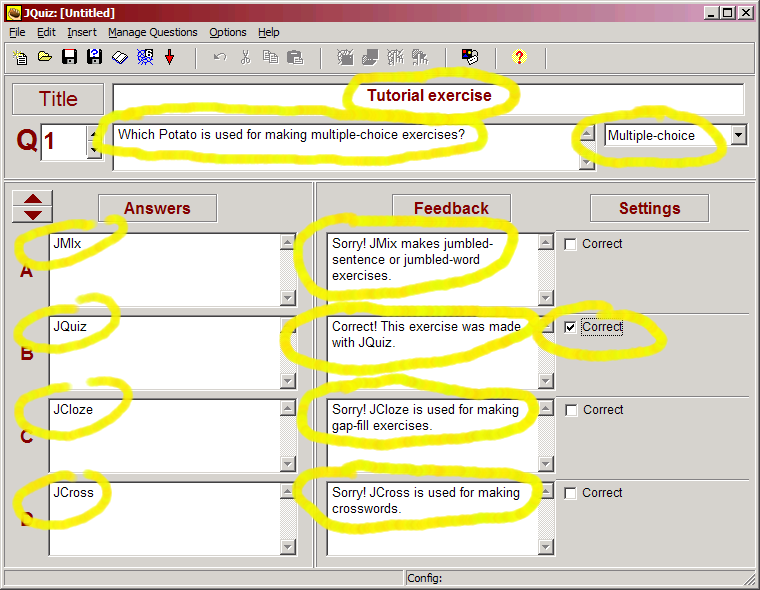 JQuiz: [Untitled]
File Edit Insert Manage Questions Options Help
Title
Tutorial exercise
Q 1
Which Potato is used for making multiple-choice exercises?
Multiple-choice
Answers
Feedback
Settings
A
JMIx
Sorry! JMix makes jumbled-
sentence or jumbled-word
exercises.
Correct
B
JQuiz
Correct! This exercise was made
with JQuiz.
Correct
C
JCloze
Sorry! JCloze is used for making
gap-fill exercises.
Correct
D
JCross
Sorry! JCross is used for making
crosswords.
Correct
Config: